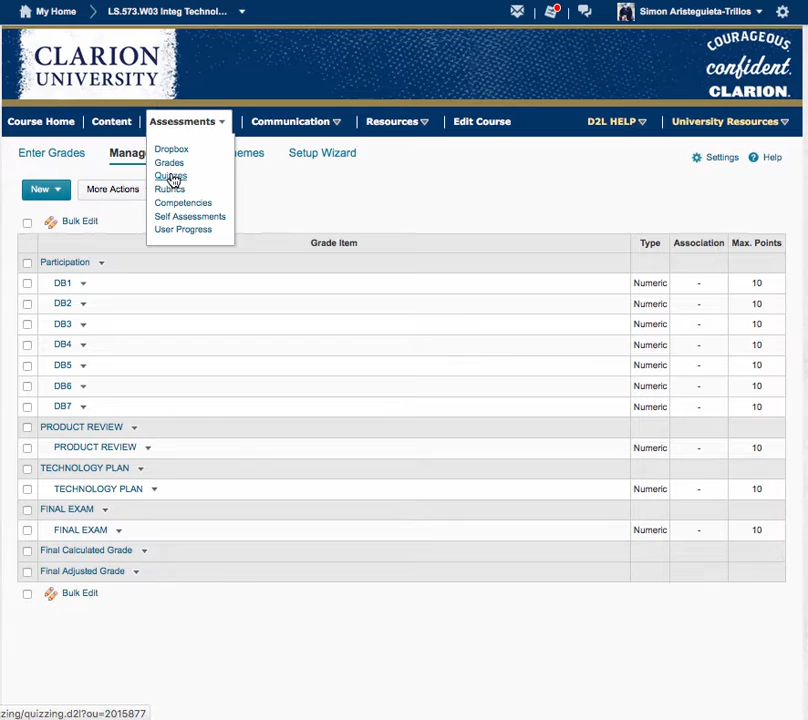 My Home
LS.573.W03 Integ Technol...
Simon Aristeguieta-Trillos
CLARION
UNIVERSITY
COURAGEOUS.
confident.
CLARION.
Course Home
Content
Assessments
Communication
Resources
Edit Course
D2L HELP
University Resources
Dropbox
Grades
Quizzes
Rubrics
Competencies
Self Assessments
User Progress
Enter Grades
Manag
hemes
Setup Wizard
Settings
Help
New
More Actions
Bulk Edit
Grade Item Type Association Max. Points
Participation
DB1 Numeric - 10
DB2 Numeric - 10
DB3 Numeric - 10
DB4 Numeric - 10
DB5 Numeric - 10
DB6 Numeric - 10
DB7 Numeric - 10
PRODUCT REVIEW
PRODUCT REVIEW Numeric - 10
TECHNOLOGY PLAN
TECHNOLOGY PLAN Numeric - 10
FINAL EXAM
FINAL EXAM Numeric - 10
Final Calculated Grade
Final Adjusted Grade
Bulk Edit
zing/quizzing.d2l?ou=2015877